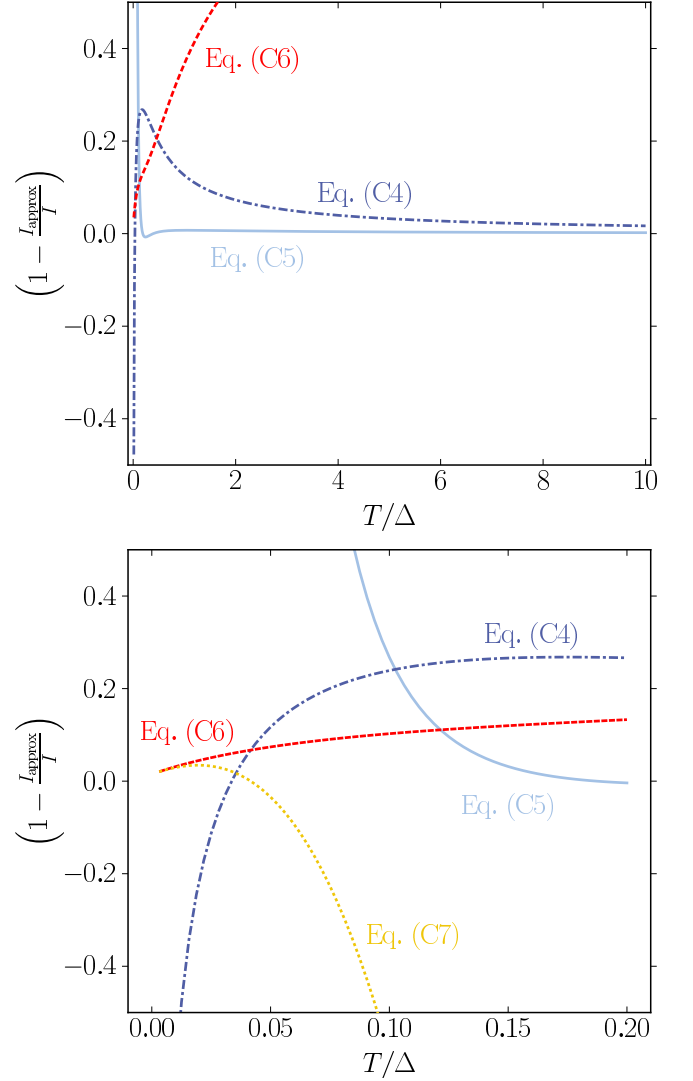 0.4
0.2
0.0
−0.2
−0.4
(1 − I_approx/I)
Eq. (C6)
Eq. (C4)
Eq. (C5)
0 2 4 6 8 10
T/Δ
0.4
0.2
0.0
−0.2
−0.4
(1 − I_approx/I)
Eq. (C4)
Eq. (C6)
Eq. (C5)
Eq. (C7)
0.00 0.05 0.10 0.15 0.20
T/Δ